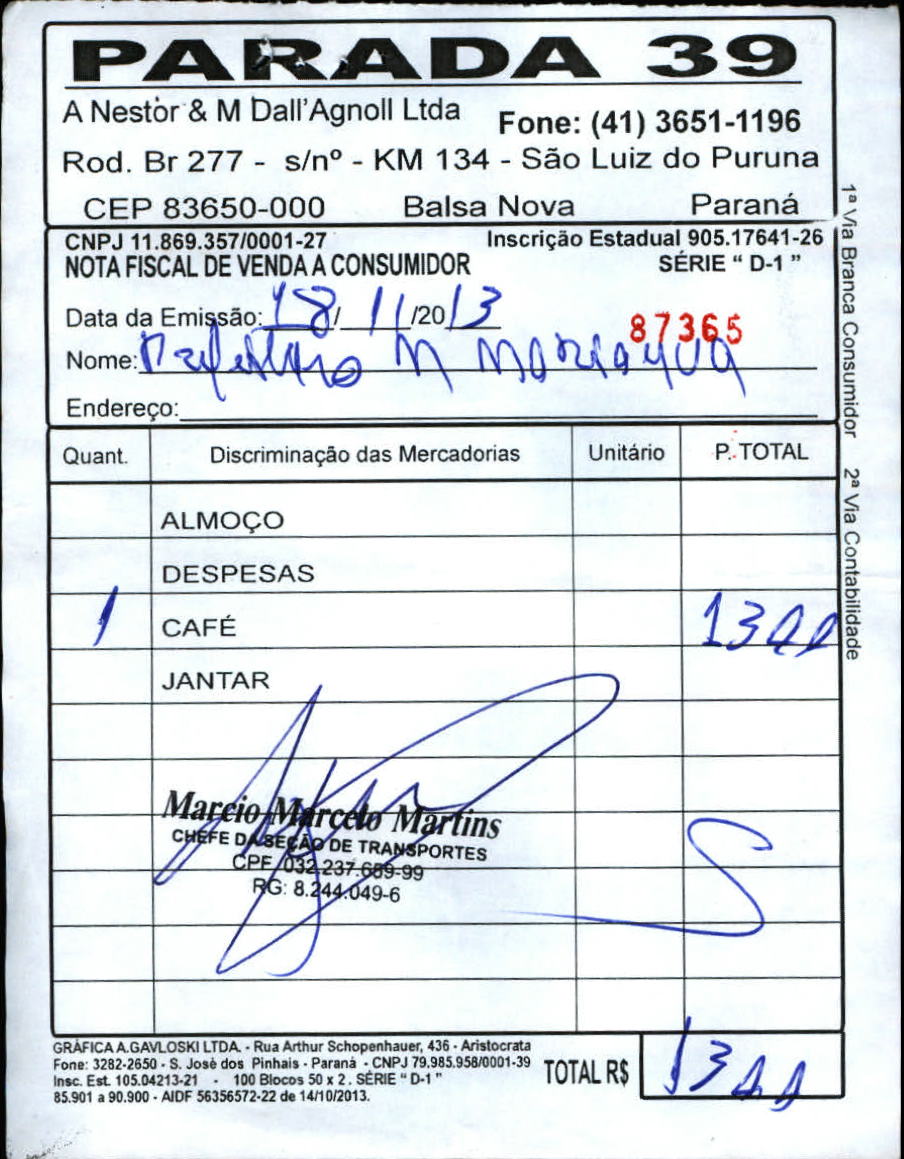 PARADA 39
A Nestor & M Dall'Agnoll Ltda Fone: (41) 3651-1196
Rod. Br 277 - s/nº - KM 134 - São Luiz do Puruna
CEP 83650-000 Balsa Nova Paraná
CNPJ 11.869.357/0001-27 Inscrição Estadual 905.17641-26
NOTA FISCAL DE VENDA A CONSUMIDOR SÉRIE " D-1 "
Data da Emissão: 18/11/2013
87365
Nome: M
Endereço:
Quant. Discriminação das Mercadorias Unitário P. TOTAL
ALMOÇO
DESPESAS
1 CAFÉ 13
JANTAR
Marcio Marcelo Martins
CHEFE DA SEÇÃO DE TRANSPORTES
CPF 032.237.689-99
RG: 8.244.049-6
GRÁFICA A.GAVLOSKI LTDA. - Rua Arthur Schopenhauer, 436 - Aristocrata
Fone: 3282-2650 - S. José dos Pinhais - Paraná - CNPJ 79.985.958/0001-39
Insc. Est. 105.04213-21 - 100 Blocos 50 x 2. SÉRIE " D-1 "
85.901 a 90.900 - AIDF 56356572-22 de 14/10/2013.
TOTAL R$ 13
1ª Via Branca Consumidor 2ª Via Contabilidade